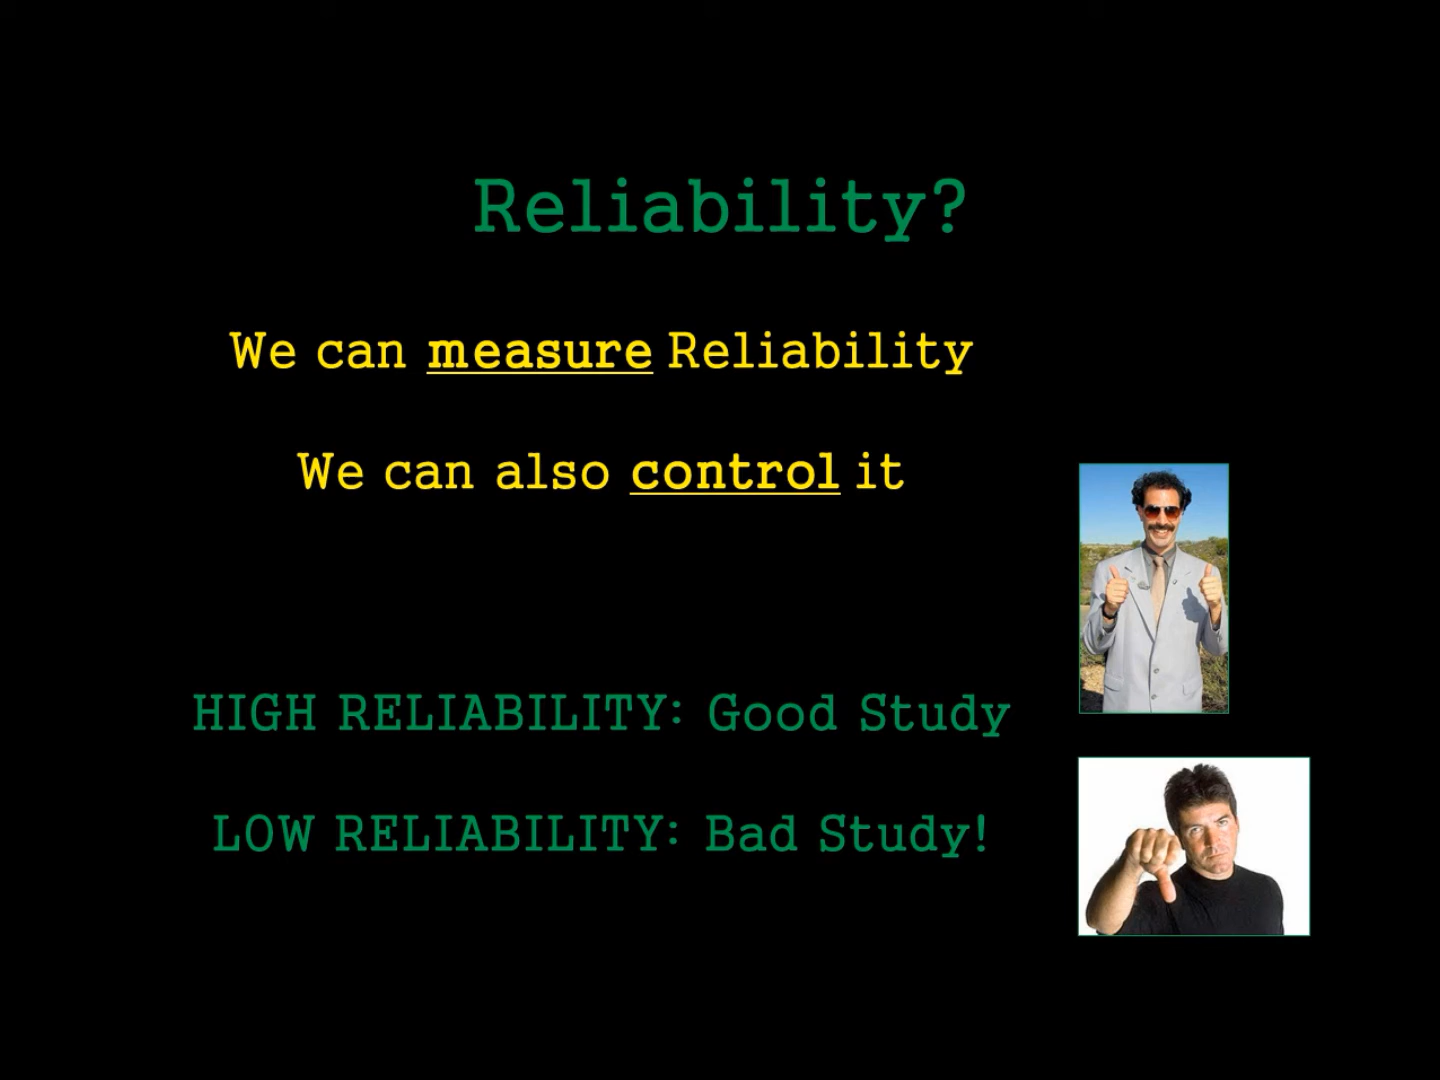 Reliability?
We can measure Reliability
We can also control it
HIGH RELIABILITY: Good Study
LOW RELIABILITY: Bad Study!